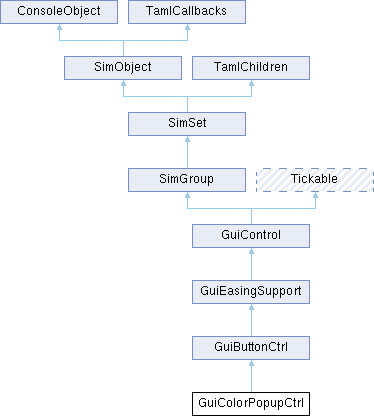 ConsoleObject
TamlCallbacks
SimObject
TamlChildren
SimSet
SimGroup
Tickable
GuiControl
GuiEasingSupport
GuiButtonCtrl
GuiColorPopupCtrl